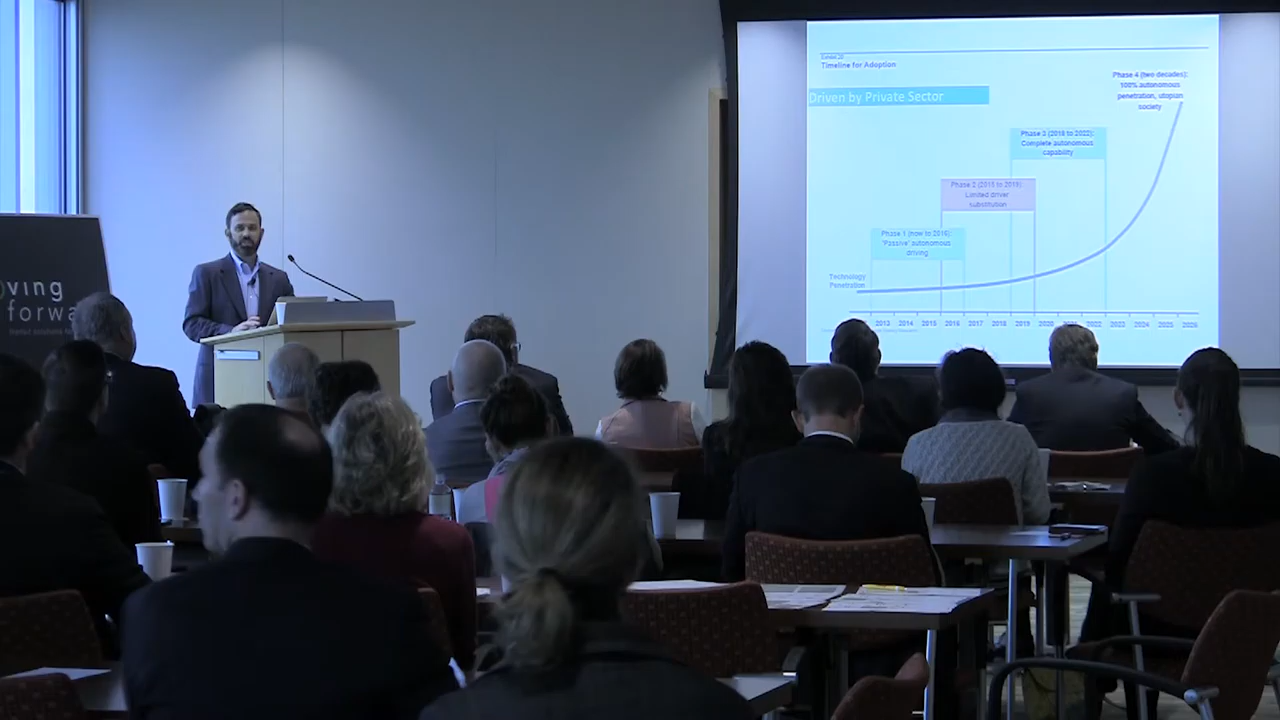 Timeline for Adoption
Driven by Private Sector
Phase 4 (two decades):
100% autonomous
penetration, utopian
society
Phase 3 (2018 to 2022):
Complete autonomous
capability
Phase 2 (2015 to 2019):
Limited driver
substitution
Phase 1 (now to 2016):
'Passive' autonomous
driving
Technology
Penetration
2013 2014 2015 2016 2017 2018 2019 2020 2021 2022 2023 2024 2025 2026
ving
forwa